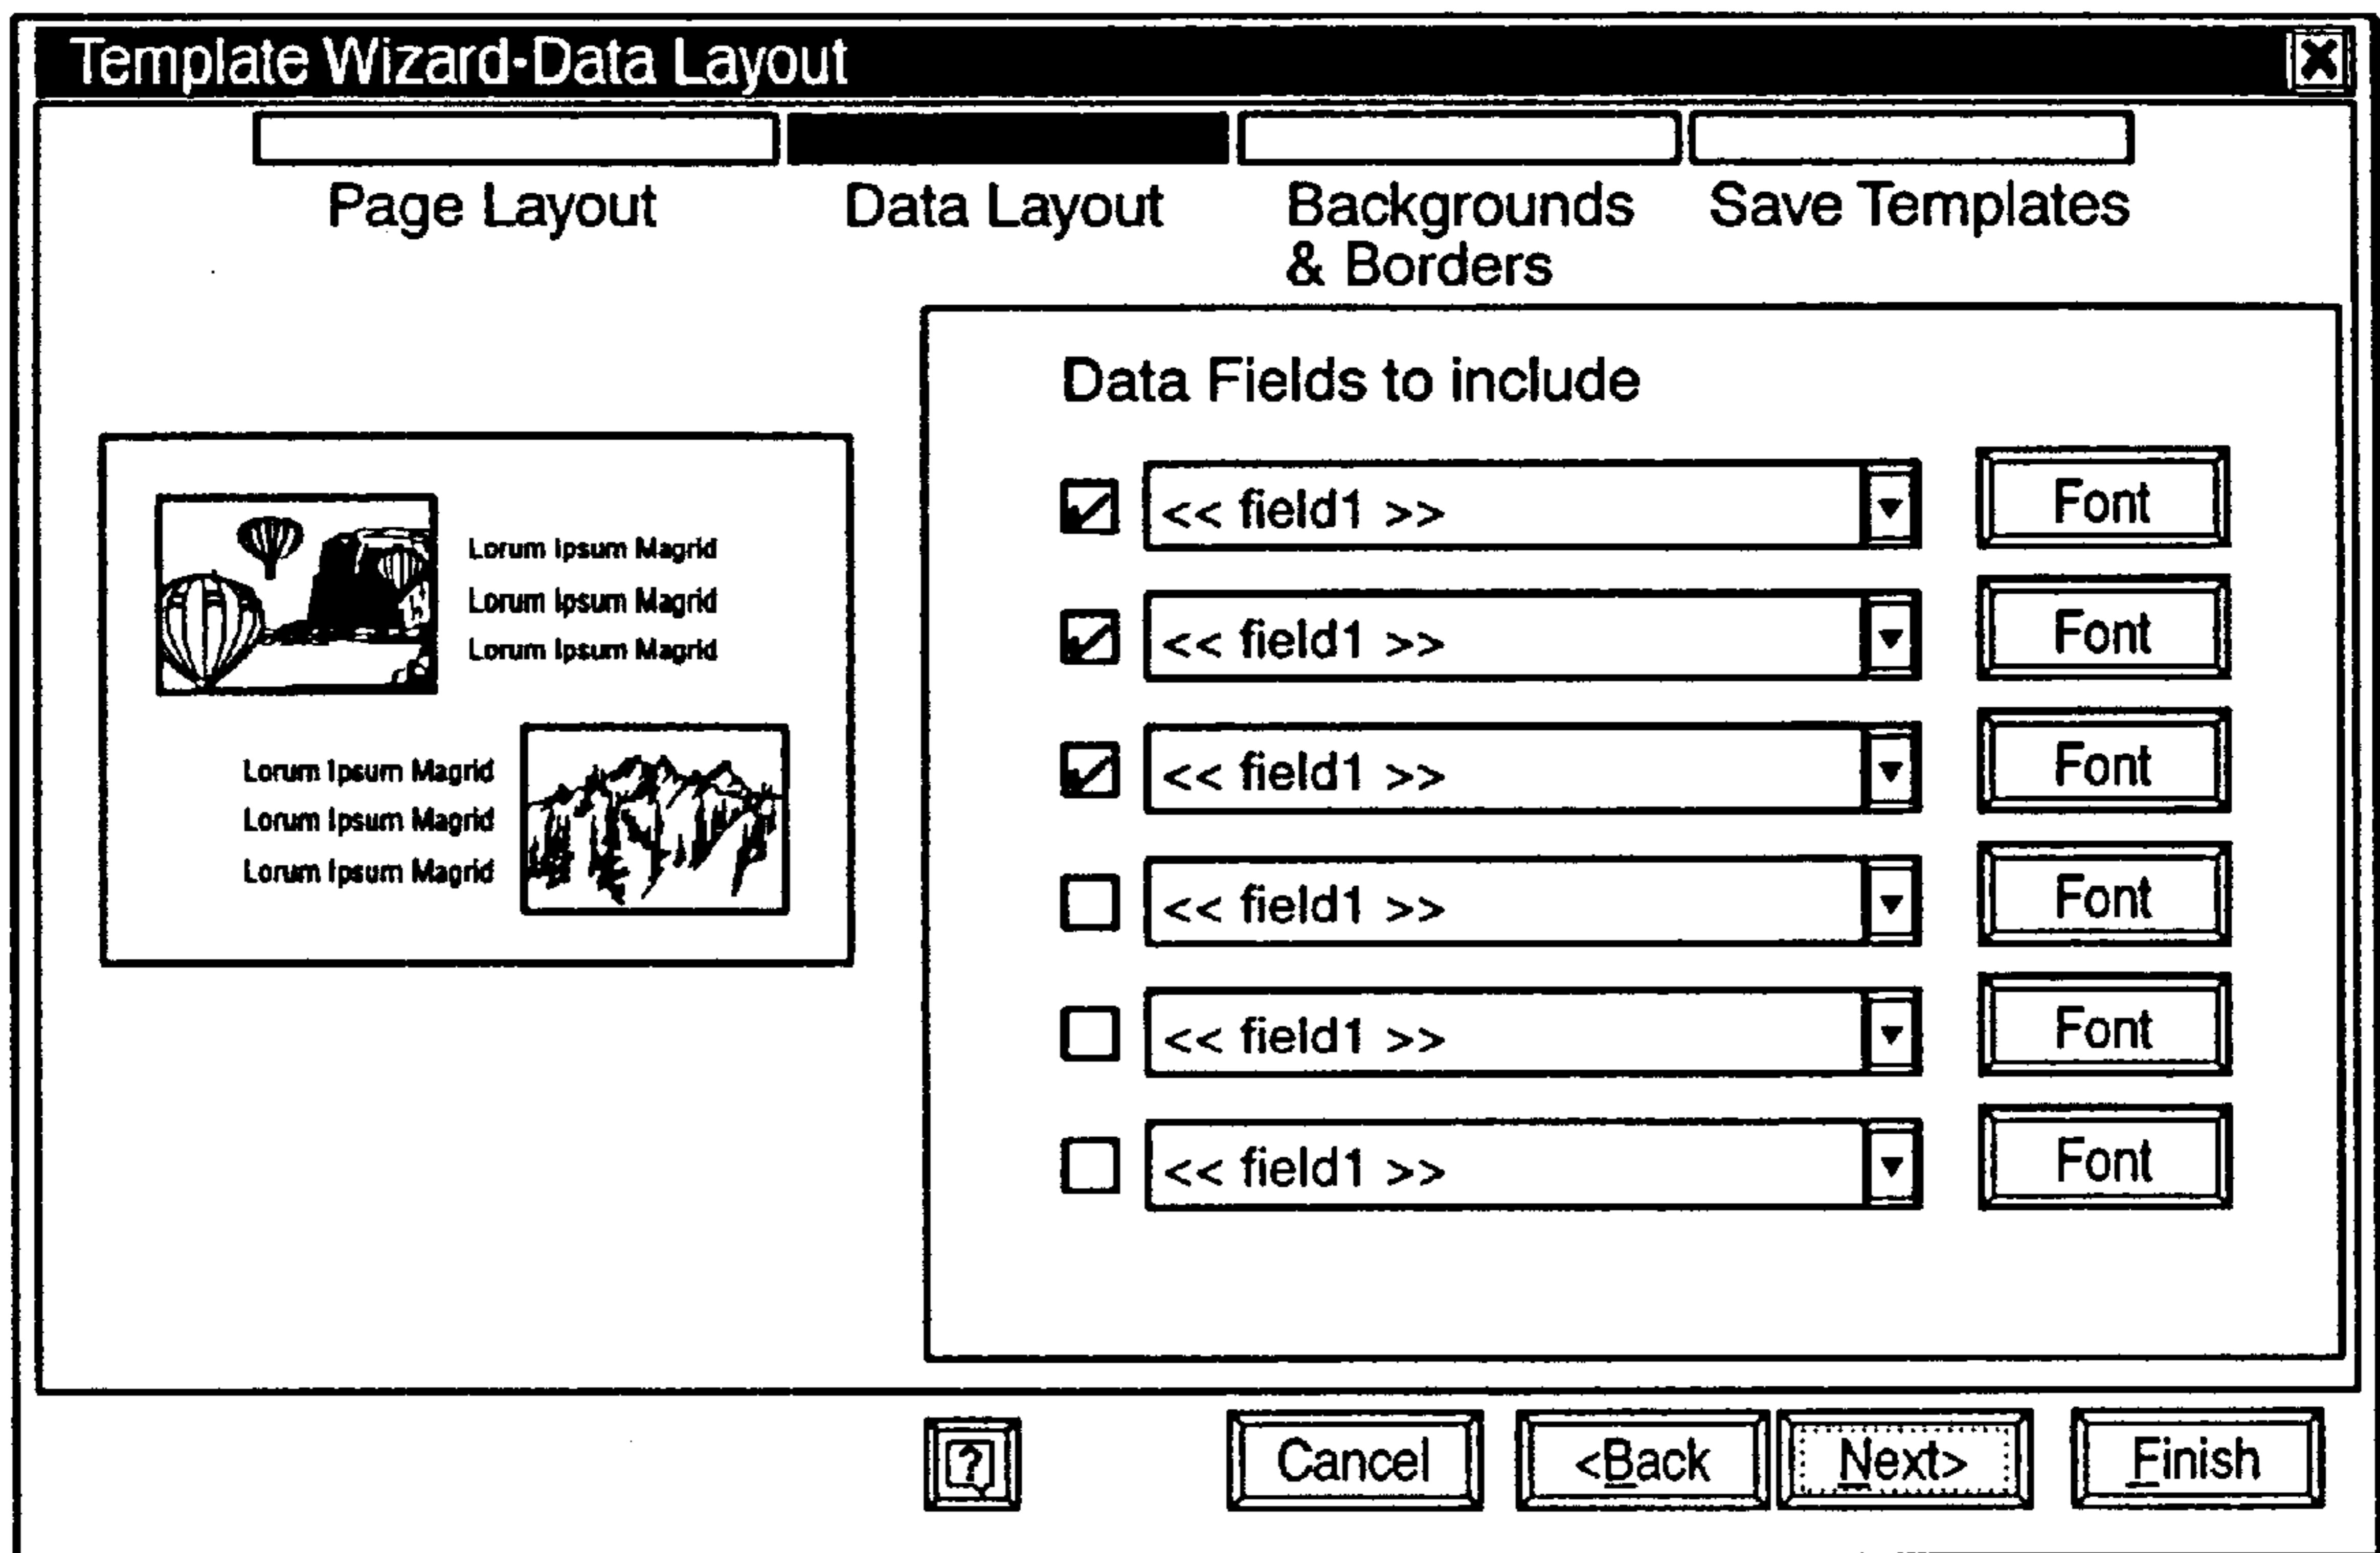 Template Wizard-Data Layout
Page Layout
Data Layout
Backgrounds
& Borders
Save Templates
Lorum Ipsum Magrid
Lorum Ipsum Magrid
Lorum Ipsum Magrid
Lorum Ipsum Magrid
Lorum Ipsum Magrid
Lorum Ipsum Magrid
Data Fields to include
<< field1 >> Font
<< field1 >> Font
<< field1 >> Font
<< field1 >> Font
<< field1 >> Font
<< field1 >> Font
? Cancel <Back Next> Finish